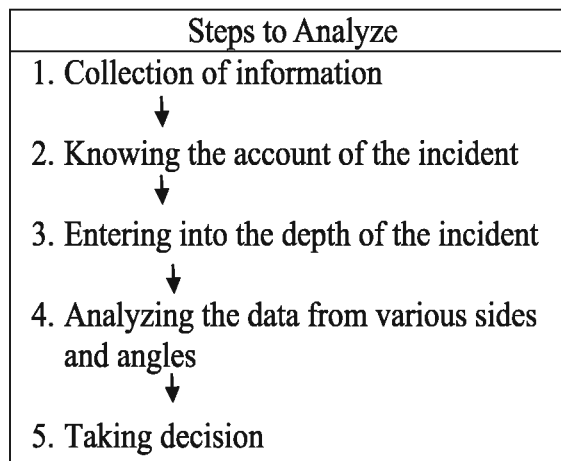 Steps to Analyze
1. Collection of information
2. Knowing the account of the incident
3. Entering into the depth of the incident
4. Analyzing the data from various sides
and angles
5. Taking decision